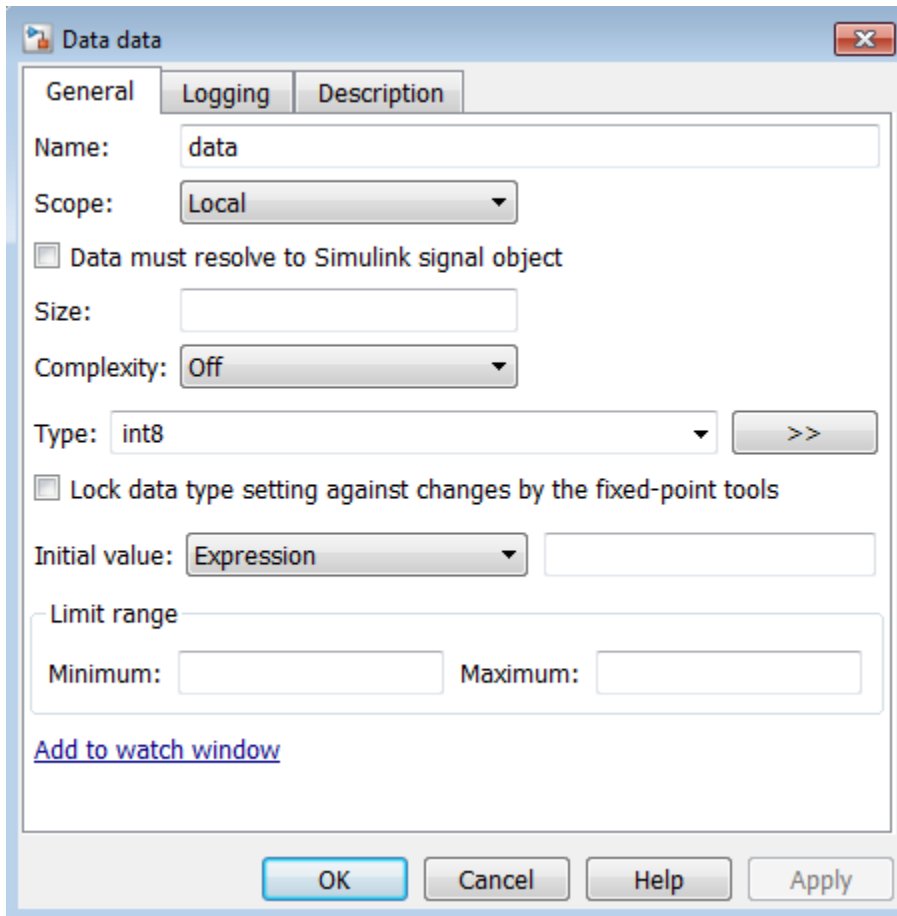 Data data
General Logging Description
Name: data
Scope: Local
Data must resolve to Simulink signal object
Size:
Complexity: Off
Type: int8 >>
Lock data type setting against changes by the fixed-point tools
Initial value: Expression
Limit range
Minimum: Maximum:
Add to watch window
OK Cancel Help Apply